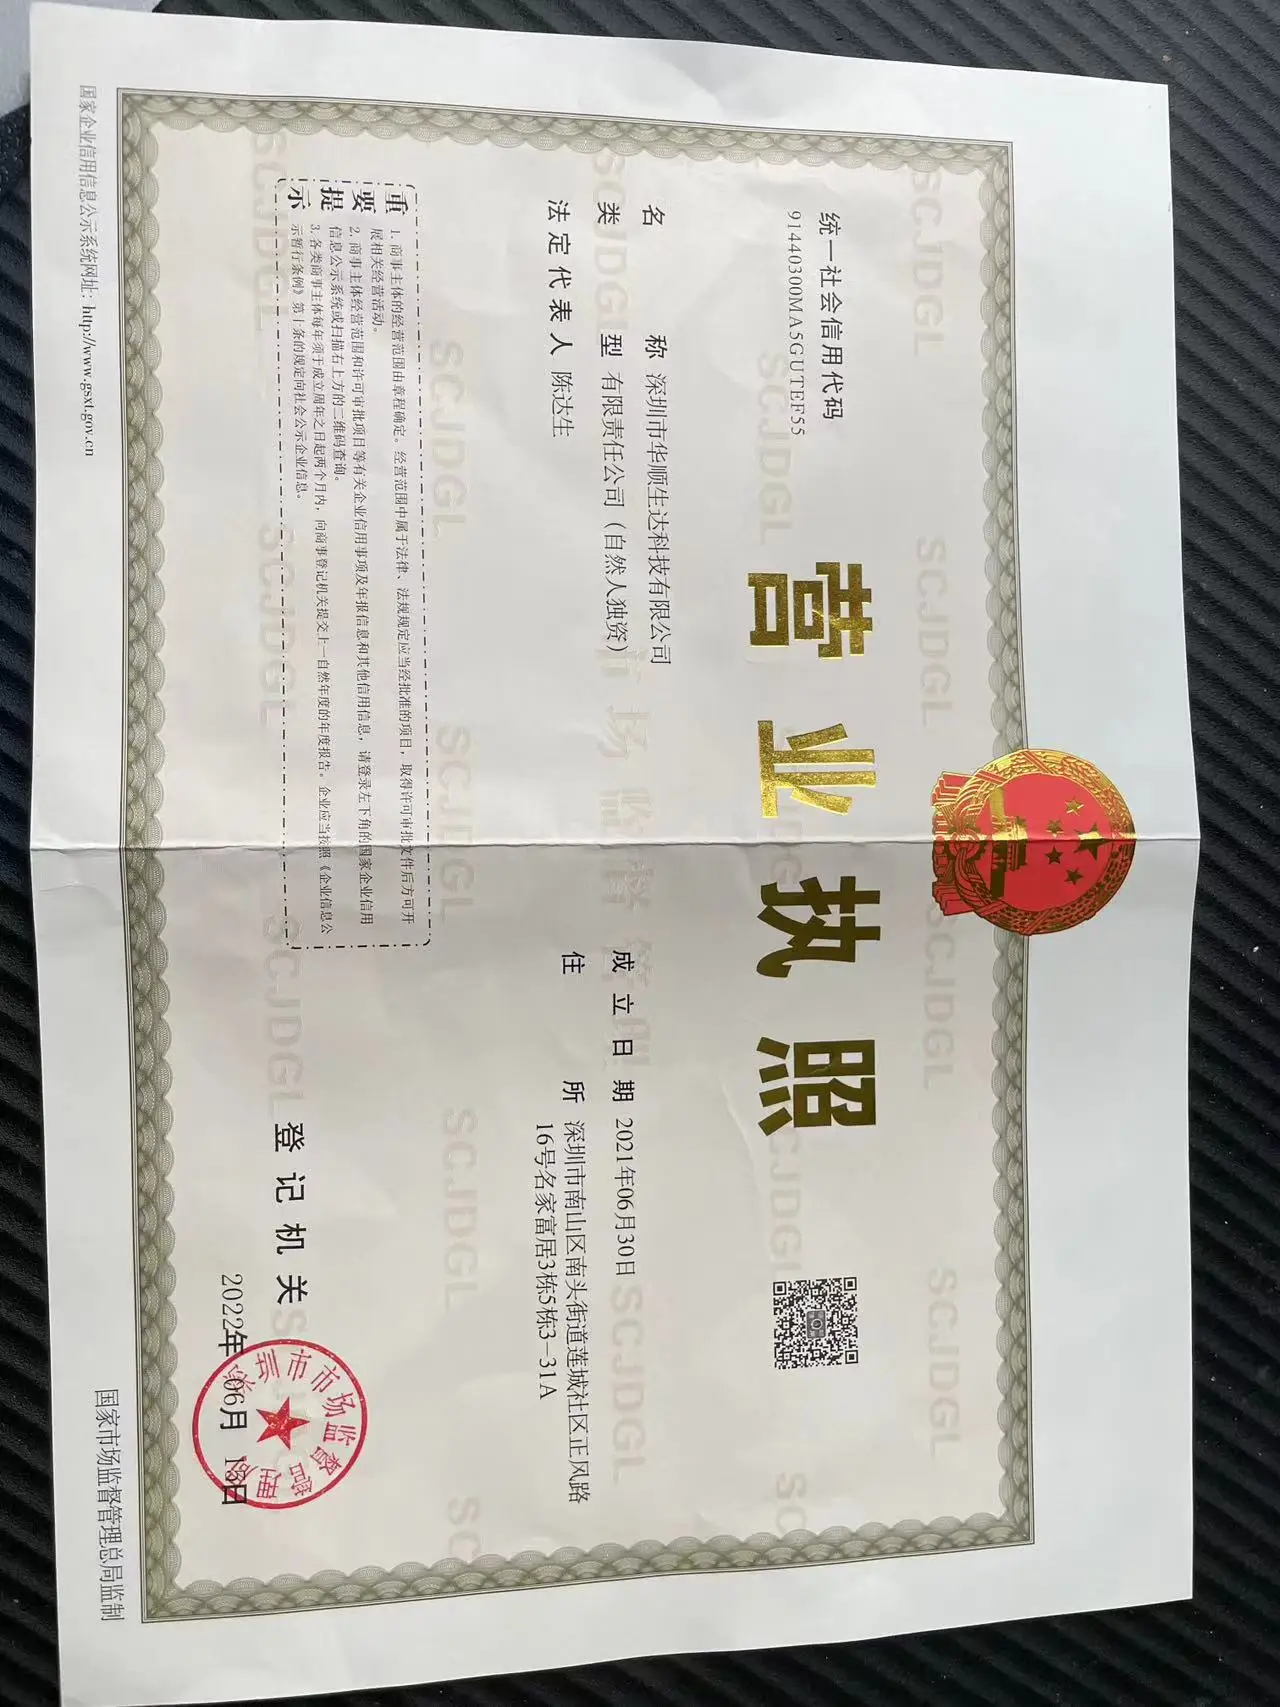 营业执照
统一社会信用代码
91440300MA5GUTEF55
名称 深圳市华顺生达科技有限公司
类型 有限责任公司（自然人独资）
法定代表人 陈达生
成立日期 2021年06月30日
住所 深圳市南山区南头街道莲城社区正风路
16号名家富居3栋5栋3-31A
重要提示
1. 商事主体的经营范围由章程确定。经营范围中属于法律、法规规定应当经批准的项目，取得许可审批文件后方可开
展相关经营活动。
2. 商事主体经营范围和许可审批项目等有关企业信用事项及年报信息和其他信用信息，请登录左下角的国家企业信用
信息公示系统或扫描右上方的二维码查询。
3. 各类商事主体每年须于成立周年之日起两个月内，向商事登记机关提交上一自然年度的年度报告。企业应当按照《企业信息公
示暂行条例》第十条的规定向社会公示企业信息。
登记机关
深圳市市场监督管理局
2022年06月13日
国家企业信用信息公示系统网址：http://www.gsxt.gov.cn
国家市场监督管理总局监制